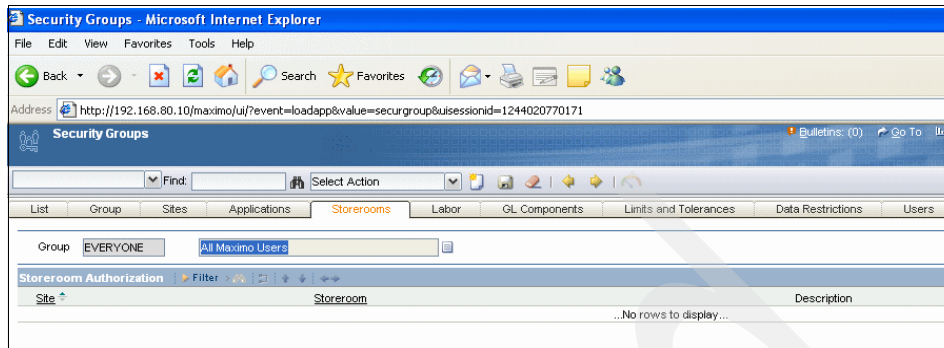 Security Groups - Microsoft Internet Explorer
File Edit View Favorites Tools Help
Back Search Favorites
Address http://192.168.80.10/maximo/ui/?event=loadapp&value=securgroup&uisessionid=1244020770171
Security Groups Bulletins: (0) Go To
Find: Select Action
List Group Sites Applications Storerooms Labor GL Components Limits and Tolerances Data Restrictions Users
Group EVERYONE All Maximo Users
Storeroom Authorization Filter
Site Storeroom Description
...No rows to display...